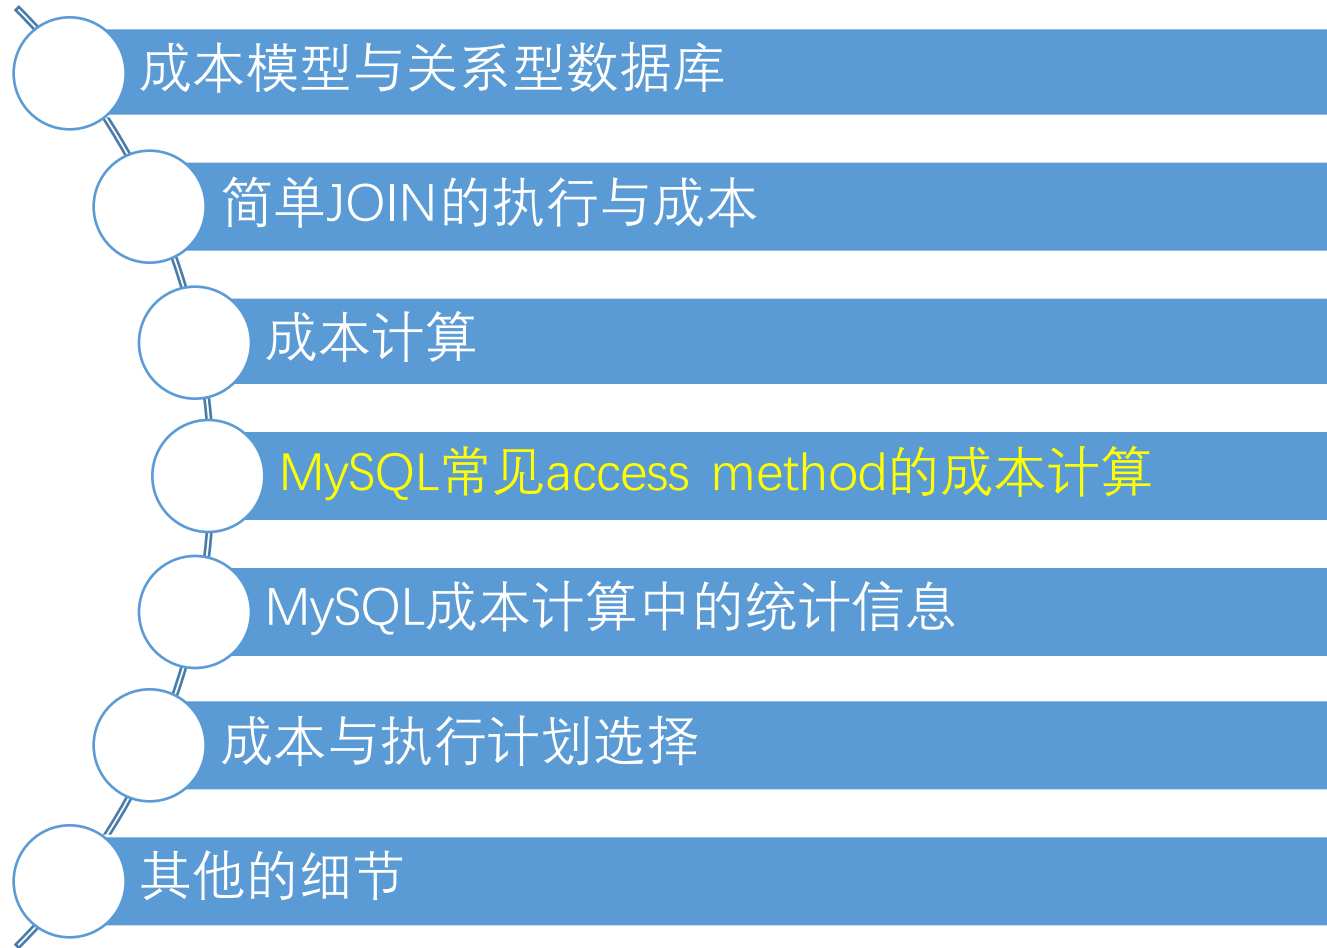 成本模型与关系型数据库
简单JOIN的执行与成本
成本计算
MySQL常见access method的成本计算
MySQL成本计算中的统计信息
成本与执行计划选择
其他的细节